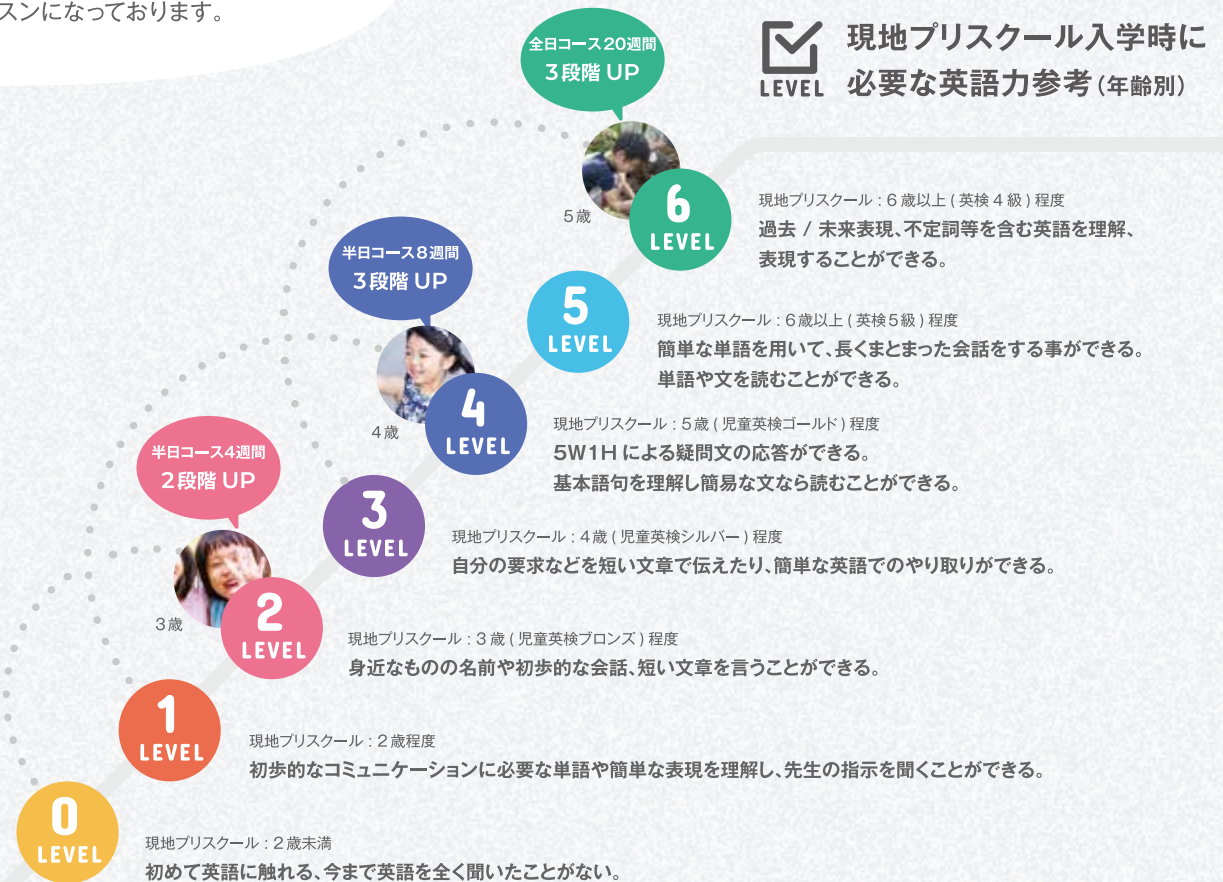 スンになっております。
現地プリスクール入学時に
必要な英語力参考(年齢別)
LEVEL
全日コース20週間
3段階 UP
5歳
6
LEVEL
現地プリスクール : 6歳以上 ( 英検4級 ) 程度
過去 / 未来表現、不定詞等を含む英語を理解、
表現することができる。
半日コース8週間
3段階 UP
4歳
5
LEVEL
現地プリスクール : 6歳以上 ( 英検5級 ) 程度
簡単な単語を用いて、長くまとまった会話をする事ができる。
単語や文を読むことができる。
4
LEVEL
現地プリスクール : 5歳 ( 児童英検ゴールド ) 程度
5W1H による疑問文の応答ができる。
基本語句を理解し簡易な文なら読むことができる。
半日コース4週間
2段階 UP
3歳
3
LEVEL
現地プリスクール : 4歳 ( 児童英検シルバー ) 程度
自分の要求などを短い文章で伝えたり、簡単な英語でのやり取りができる。
2
LEVEL
現地プリスクール : 3歳 ( 児童英検ブロンズ ) 程度
身近なものの名前や初歩的な会話、短い文章を言うことができる。
1
LEVEL
現地プリスクール : 2歳程度
初歩的なコミュニケーションに必要な単語や簡単な表現を理解し、先生の指示を聞くことができる。
0
LEVEL
現地プリスクール : 2歳未満
初めて英語に触れる、今まで英語を全く聞いたことがない。